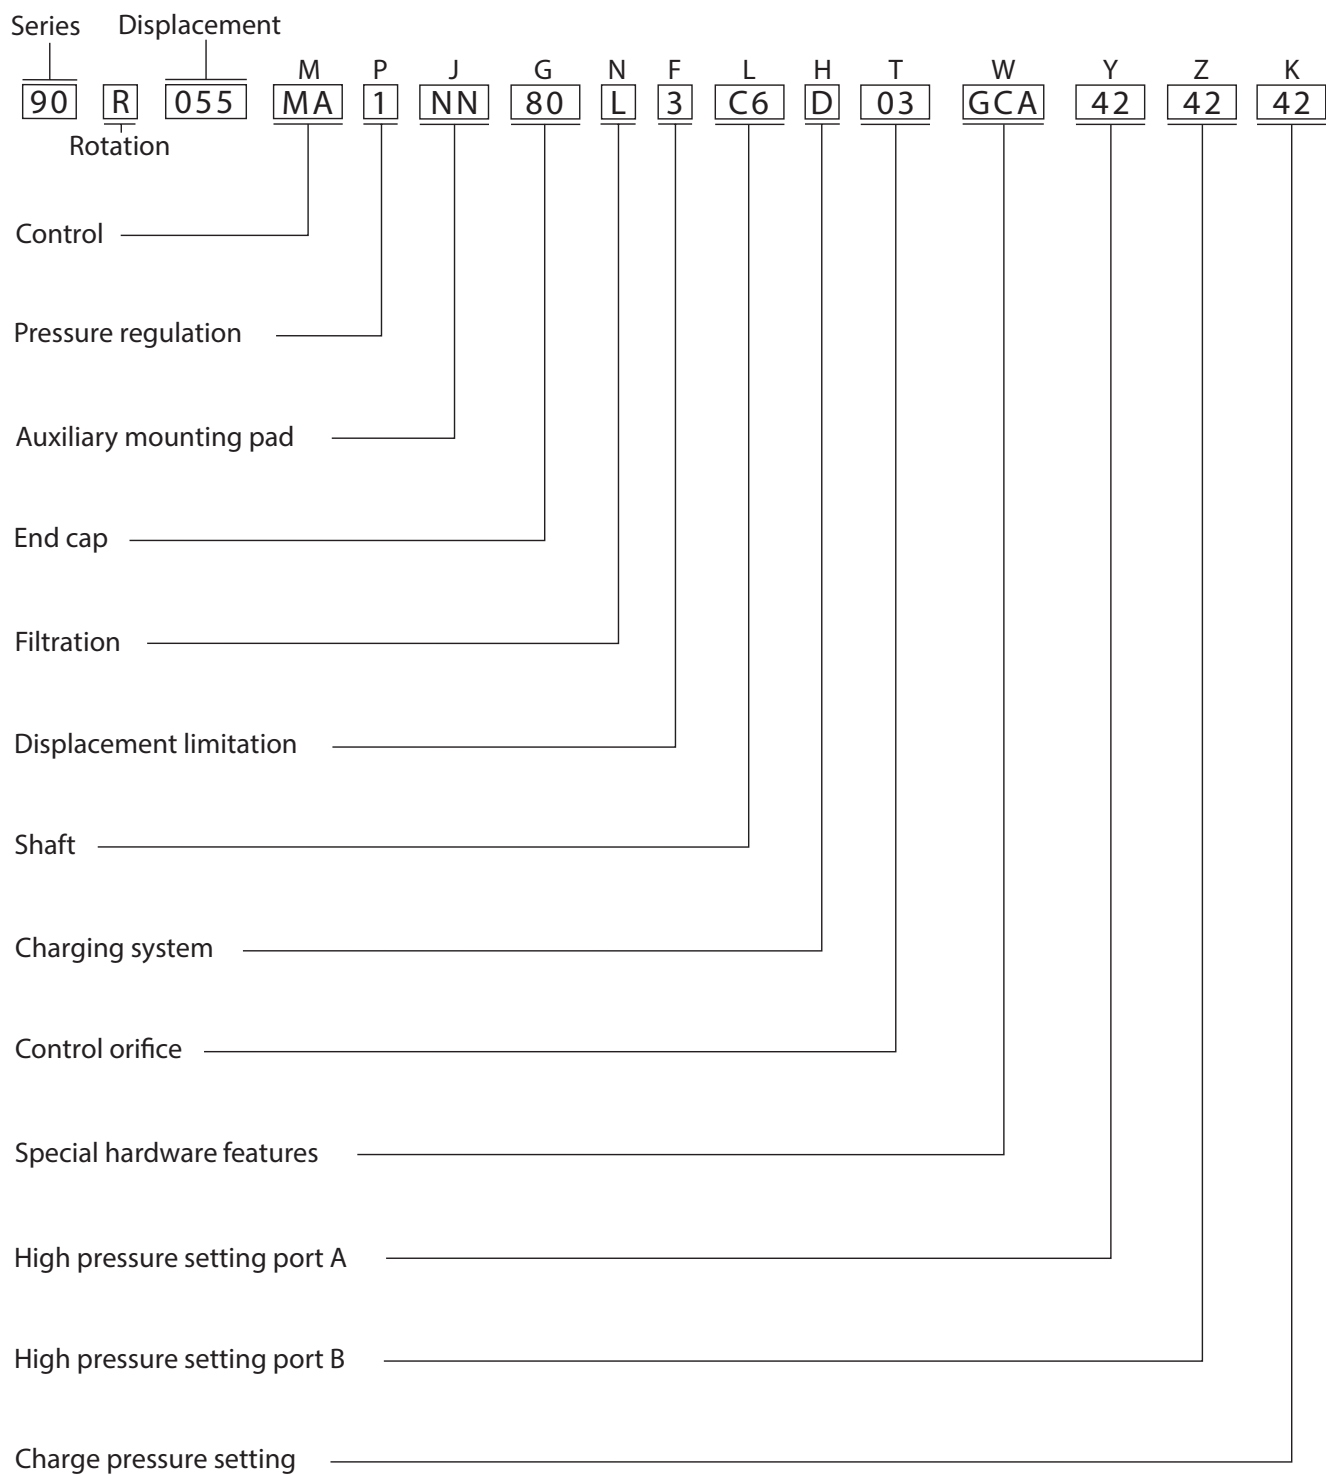 Series Displacement
M P J G N F L H T W Y Z K
90 R 055 MA 1 NN 80 L 3 C6 D 03 GCA 42 42 42
Rotation
Control
Pressure regulation
Auxiliary mounting pad
End cap
Filtration
Displacement limitation
Shaft
Charging system
Control orifice
Special hardware features
High pressure setting port A
High pressure setting port B
Charge pressure setting